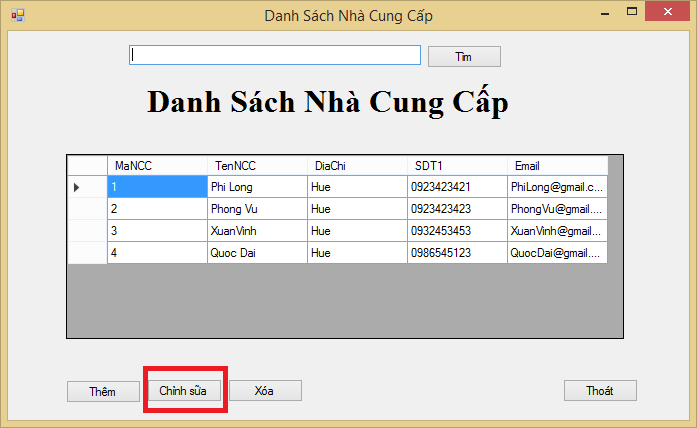 Danh Sách Nhà Cung Cấp
Tìm
Danh Sách Nhà Cung Cấp
MaNCC TenNCC DiaChi SDT1 Email
1 Phi Long Hue 0923423421 PhiLong@gmail.c...
2 Phong Vu Hue 0923423423 PhongVu@gmail....
3 XuanVinh Hue 0932453453 XuanVinh@gmail...
4 Quoc Dai Hue 0986545123 QuocDai@gmail....
Thêm Chỉnh sữa Xóa Thoát